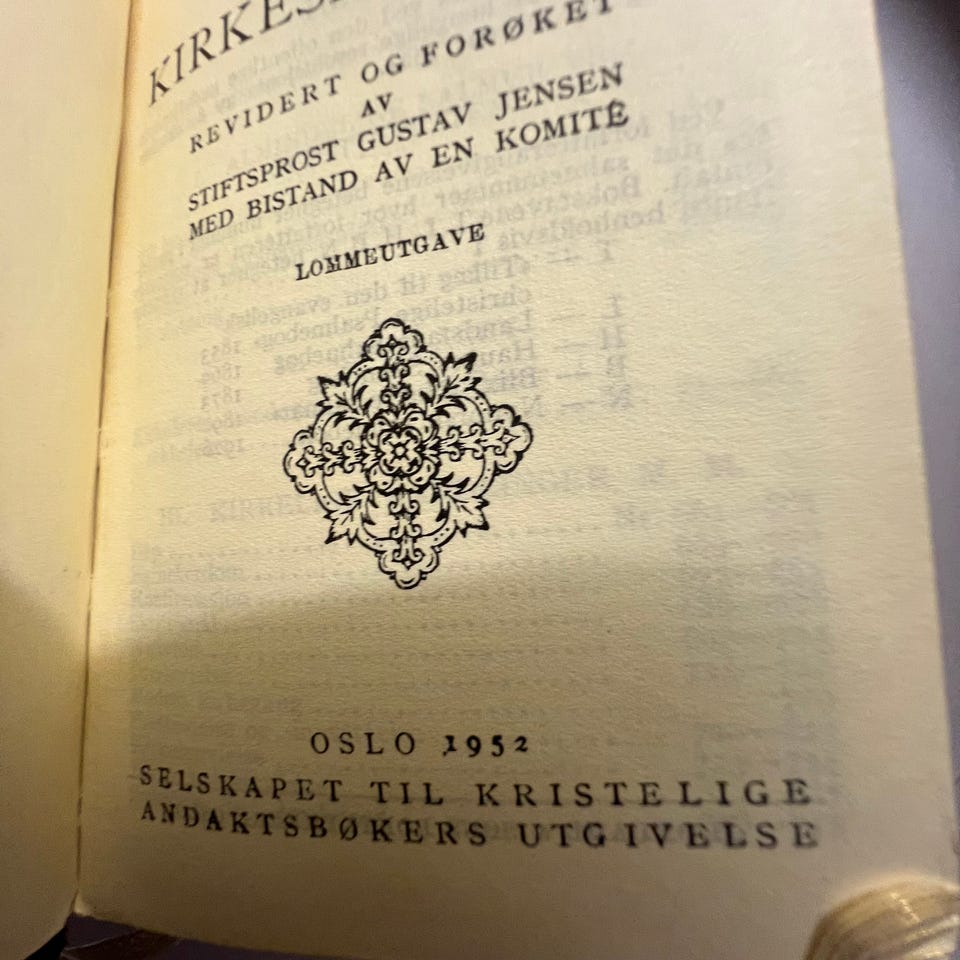 REVIDERT OG FORØKET
AV
STIFTSPROST GUSTAV JENSEN
MED BISTAND AV EN KOMITÉ
LOMMEUTGAVE
OSLO 1952
SELSKAPET TIL KRISTELIGE
ANDAKTSBØKERS UTGIVELSE